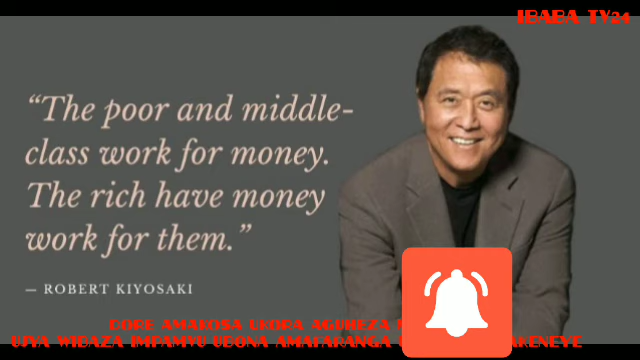 IBABA TV24
“The poor and middle-
class work for money.
The rich have money
work for them.”
— ROBERT KIYOSAKI
DORE AMAKOSA UKORA AGUHEZA
UJYA WIBAZA IMPAMVU UBONA AMAFARANGA